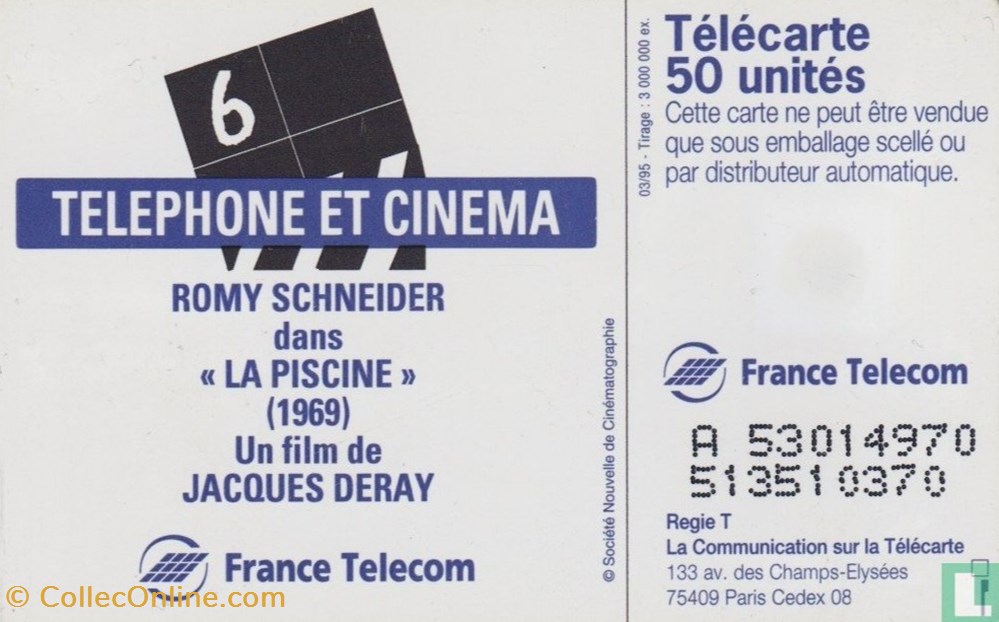 6
TELEPHONE ET CINEMA
ROMY SCHNEIDER
dans
« LA PISCINE »
(1969)
Un film de
JACQUES DERAY
France Telecom
© Société Nouvelle de Cinématographie
03/95 - Tirage : 3 000 000 ex.
Télécarte
50 unités
Cette carte ne peut être vendue
que sous emballage scellé ou
par distributeur automatique.
France Telecom
A 53014970
513510370
Regie T
La Communication sur la Télécarte
133 av. des Champs-Elysées
75409 Paris Cedex 08
© CollecOnline.com
L